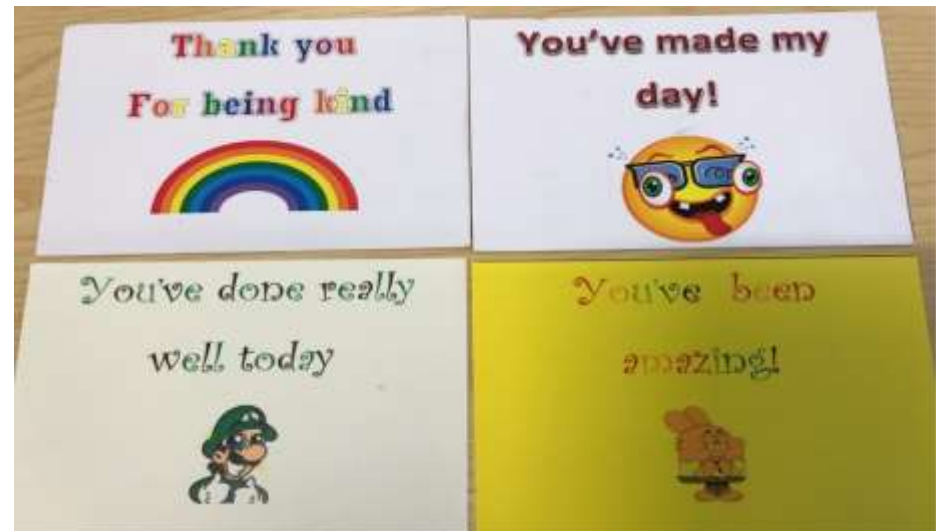 Thank you
For being kind
You've made my
day!
You've done really
well today
You've been
amazing!